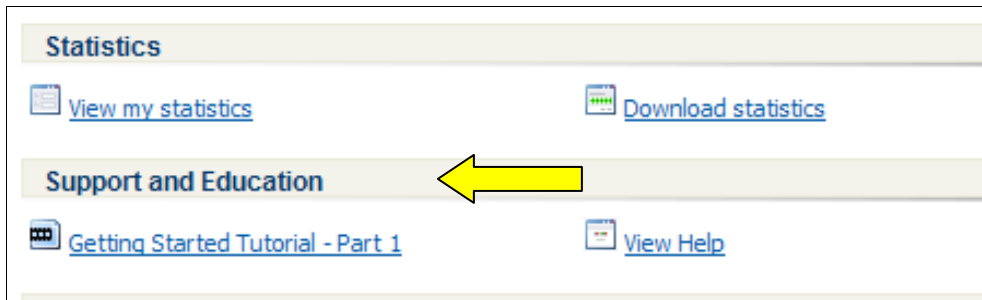 Statistics
View my statistics Download statistics
Support and Education
Getting Started Tutorial - Part 1 View Help